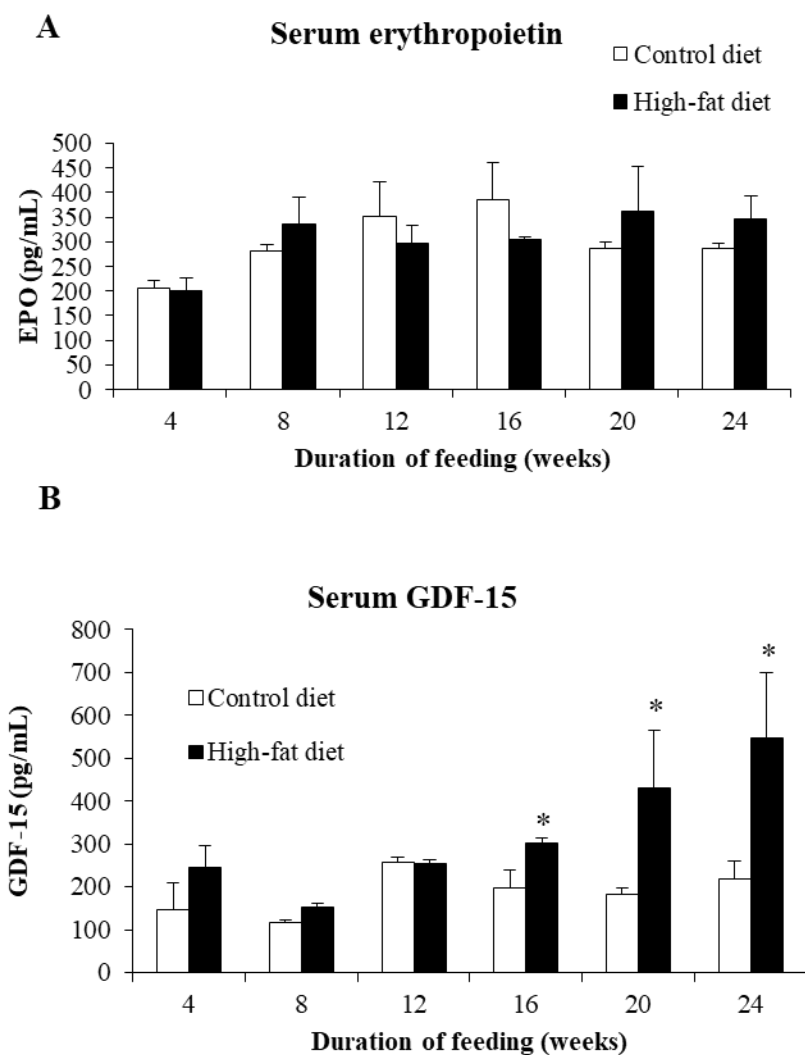 A
Serum erythropoietin
Control diet
High-fat diet
500
450
400
350
300
250
200
150
100
50
0
EPO (pg/mL)
4 8 12 16 20 24
Duration of feeding (weeks)
B
Serum GDF-15
800
700
600
500
400
300
200
100
0
GDF-15 (pg/mL)
Control diet
High-fat diet
* * *
4 8 12 16 20 24
Duration of feeding (weeks)